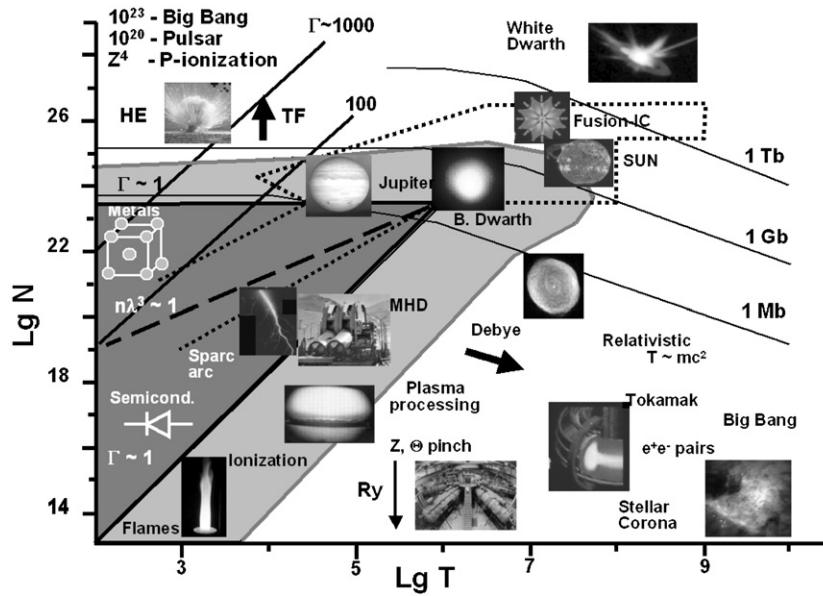 10²³ - Big Bang
10²⁰ - Pulsar
Z⁴ - P-ionization
Γ~1000
White
Dwarth
HE
TF
100
Fusion IC
SUN
1 Tb
Γ ~ 1
Jupiter
B. Dwarth
1 Gb
Metals
nλ³ ~ 1
MHD
1 Mb
Debye
Relativistic
T ~ mc²
Sparc
arc
Plasma
processing
Tokamak
Big Bang
Semicond.
e⁺e⁻ pairs
Γ ~ 1
Ionization
Z, Θ pinch
Ry
Stellar
Corona
Flames
26
22
18
14
Lg N
3
5
7
9
Lg T